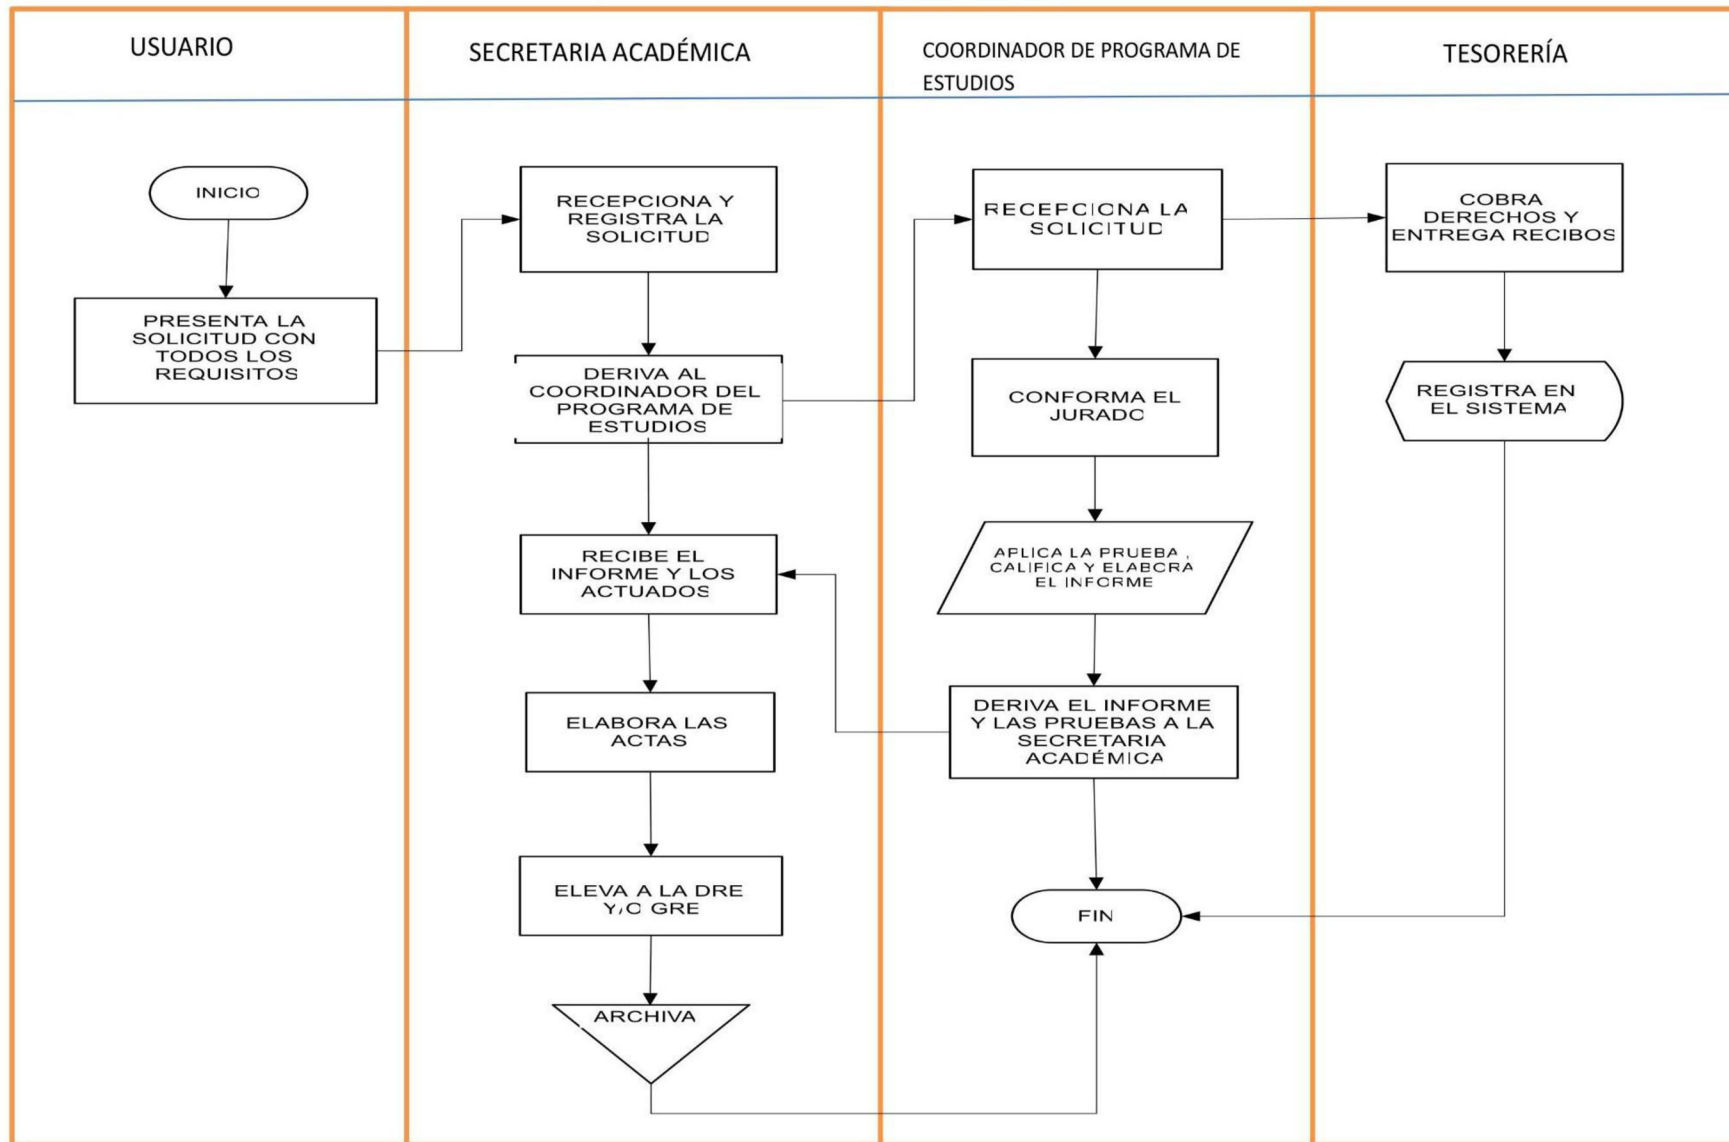 USUARIO
SECRETARIA ACADÉMICA
COORDINADOR DE PROGRAMA DE
ESTUDIOS
TESORERÍA
INICIO
PRESENTA LA
SOLICITUD CON
TODOS LOS
REQUISITOS
RECEPCIONA Y
REGISTRA LA
SOLICITUD
DERIVA AL
COORDINADOR DEL
PROGRAMA DE
ESTUDIOS
RECIBE EL
INFORME Y LOS
ACTUADOS
ELABORA LAS
ACTAS
ELEVA A LA DRE
Y/O GRE
ARCHIVA
RECEPCIONA LA
SOLICITUD
CONFORMA EL
JURADO
APLICA LA PRUEBA ,
CALIFICA Y ELABORA
EL INFORME
DERIVA EL INFORME
Y LAS PRUEBAS A LA
SECRETARIA
ACADÉMICA
FIN
COBRA
DERECHOS Y
ENTREGA RECIBOS
REGISTRA EN
EL SISTEMA